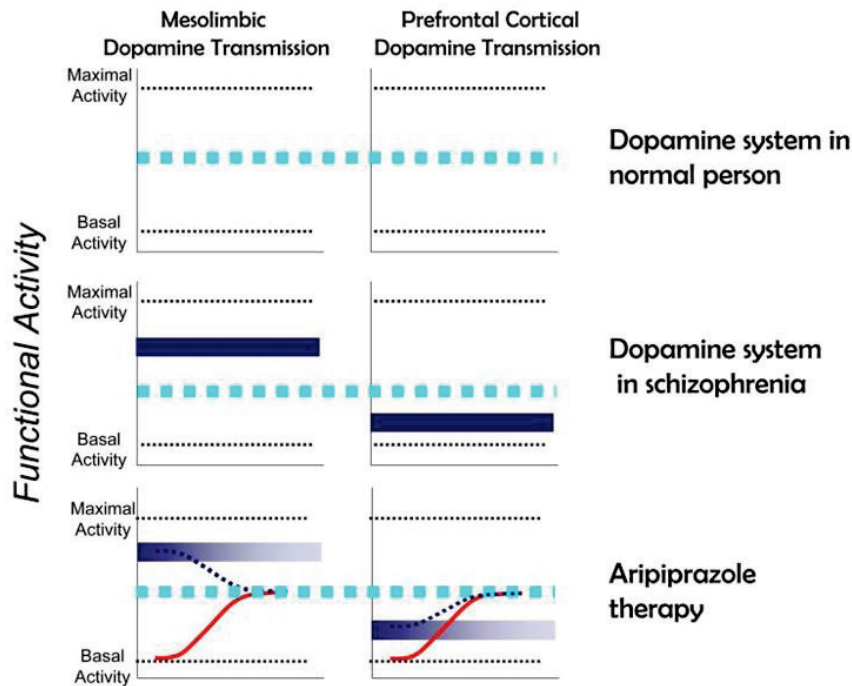 Mesolimbic
Dopamine Transmission
Prefrontal Cortical
Dopamine Transmission
Functional Activity
Maximal
Activity
Basal
Activity
Dopamine system in
normal person
Maximal
Activity
Basal
Activity
Dopamine system
in schizophrenia
Maximal
Activity
Basal
Activity
Aripiprazole
therapy